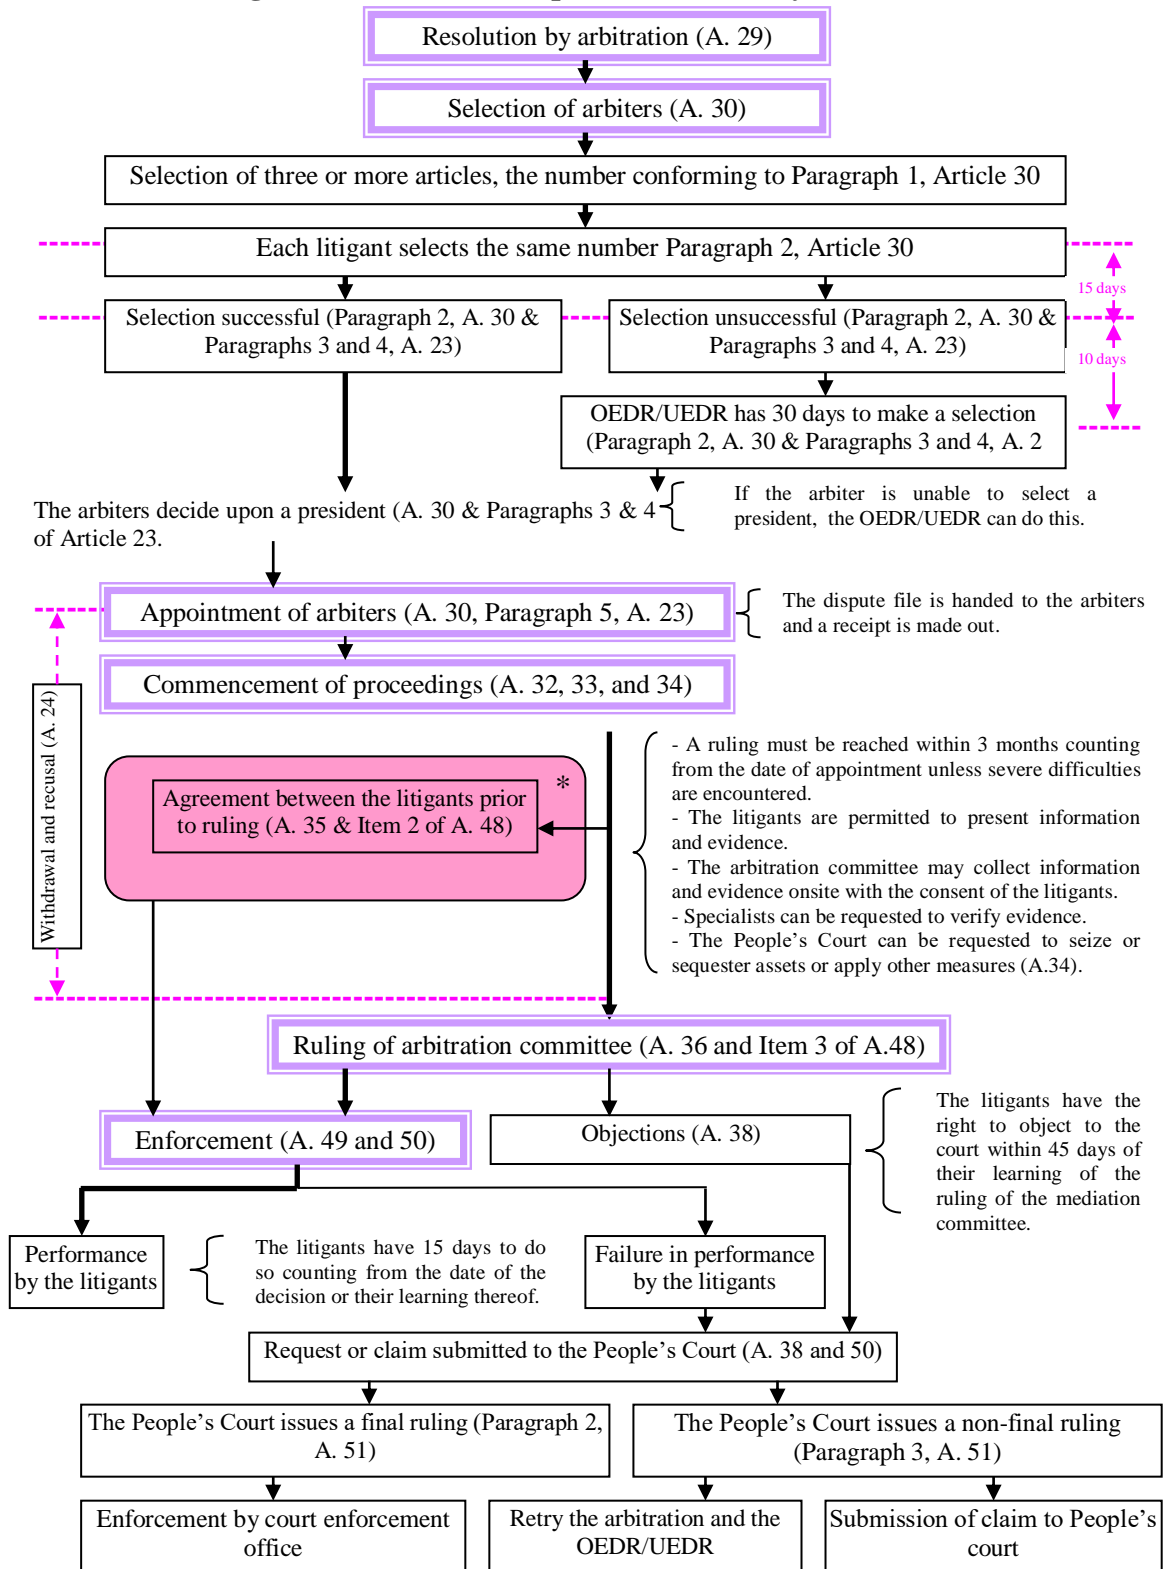 Resolution by arbitration (A. 29)
Selection of arbiters (A. 30)
Selection of three or more articles, the number conforming to Paragraph 1, Article 30
Each litigant selects the same number Paragraph 2, Article 30
15 days
Selection successful (Paragraph 2, A. 30 &
Paragraphs 3 and 4, A. 23)
Selection unsuccessful (Paragraph 2, A. 30 &
Paragraphs 3 and 4, A. 23)
10 days
OEDR/UEDR has 30 days to make a selection
(Paragraph 2, A. 30 & Paragraphs 3 and 4, A. 2
The arbiters decide upon a president (A. 30 & Paragraphs 3 & 4
of Article 23.
If the arbiter is unable to select a
president, the OEDR/UEDR can do this.
Appointment of arbiters (A. 30, Paragraph 5, A. 23)
The dispute file is handed to the arbiters
and a receipt is made out.
Commencement of proceedings (A. 32, 33, and 34)
Withdrawal and recusal (A. 24)
*
Agreement between the litigants prior
to ruling (A. 35 & Item 2 of A. 48)
- A ruling must be reached within 3 months counting
from the date of appointment unless severe difficulties
are encountered.
- The litigants are permitted to present information
and evidence.
- The arbitration committee may collect information
and evidence onsite with the consent of the litigants.
- Specialists can be requested to verify evidence.
- The People's Court can be requested to seize or
sequester assets or apply other measures (A.34).
Ruling of arbitration committee (A. 36 and Item 3 of A.48)
Enforcement (A. 49 and 50)
Objections (A. 38)
The litigants have the
right to object to the
court within 45 days of
their learning of the
ruling of the mediation
committee.
Performance
by the litigants
The litigants have 15 days to do
so counting from the date of the
decision or their learning thereof.
Failure in performance
by the litigants
Request or claim submitted to the People's Court (A. 38 and 50)
The People's Court issues a final ruling (Paragraph 2,
A. 51)
The People's Court issues a non-final ruling
(Paragraph 3, A. 51)
Enforcement by court enforcement
office
Retry the arbitration and the
OEDR/UEDR
Submission of claim to People's
court